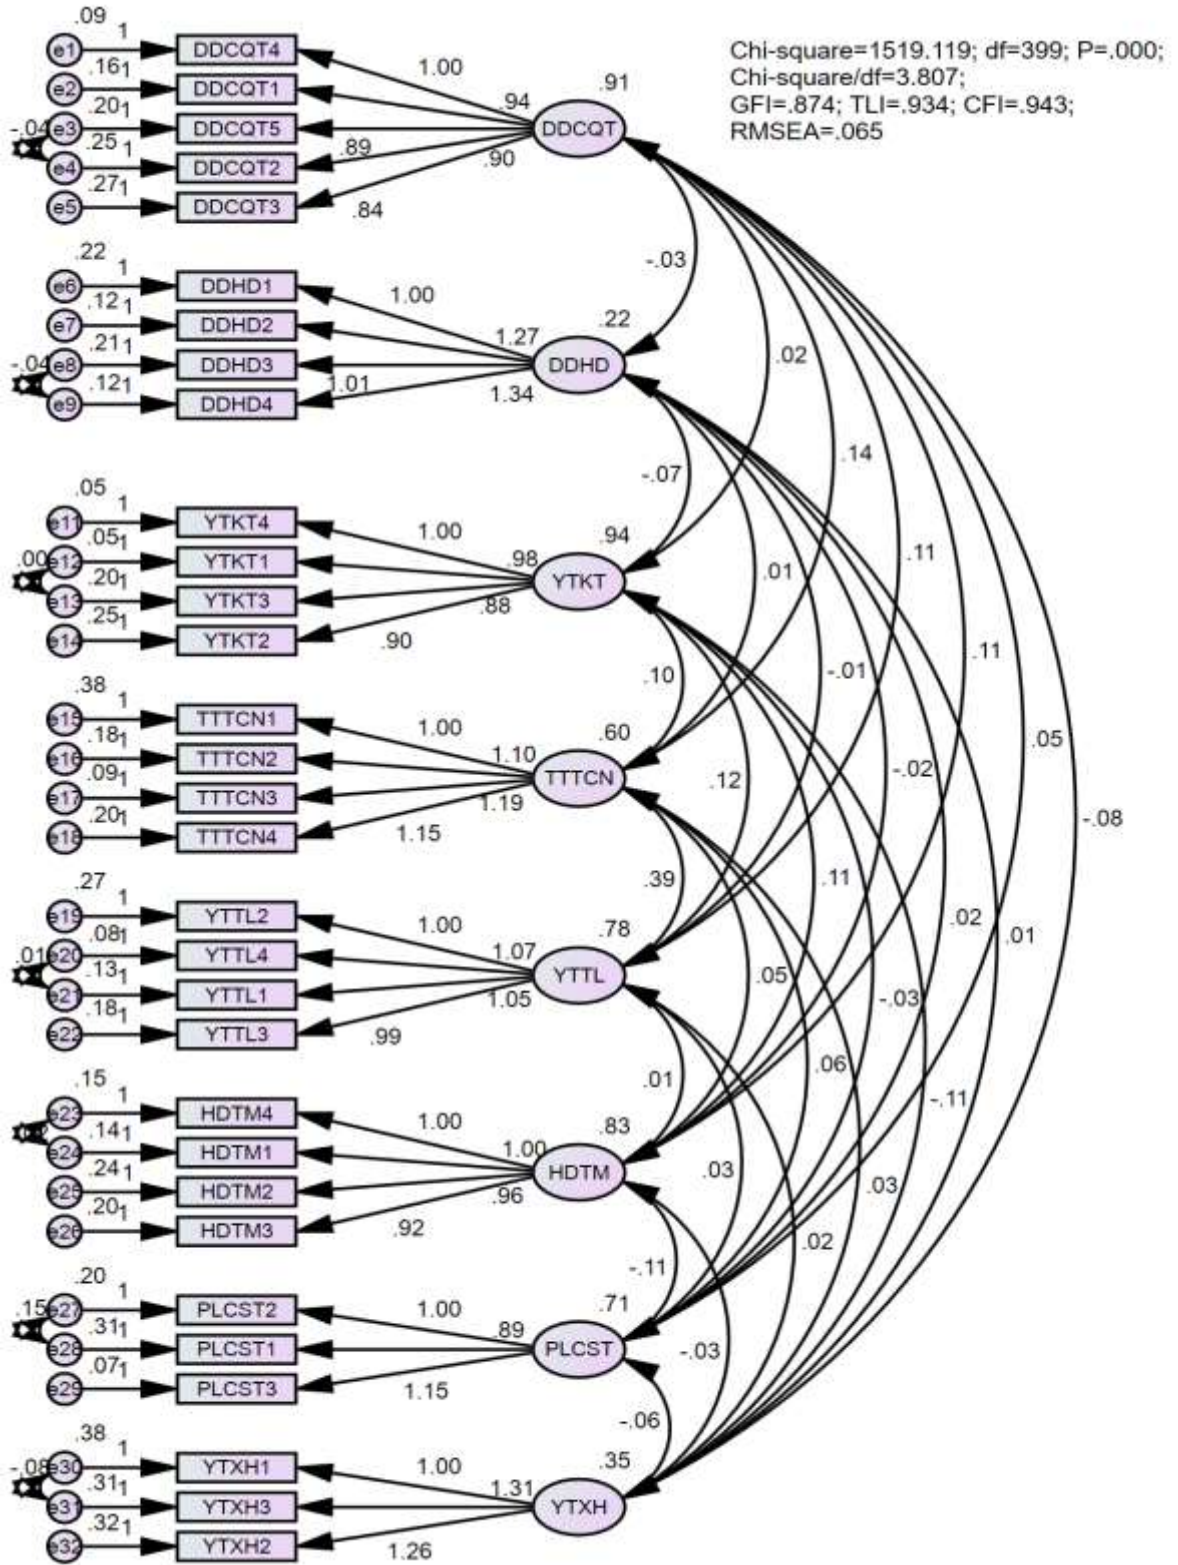 Chi-square=1519.119; df=399; P=.000;
Chi-square/df=3.807;
GFI=.874; TLI=.934; CFI=.943;
RMSEA=.065
.09
e1 1 DDCQT4 1.00 .91
.16
e2 1 DDCQT1 .94 DDCQT
.20
-.04 e3 1 DDCQT5 .90
.25
e4 1 DDCQT2 .89
.27
e5 1 DDCQT3 .84
-.03
.22
e6 1 DDHD1 1.00 .22
.12
e7 1 DDHD2 1.27 DDHD
.21
-.04 e8 1 DDHD3 1.34
.12
e9 1 DDHD4 1.01
.02
.14
-.07
.05
e11 1 YTKT4 1.00 .94
.05
.00 e12 1 YTKT1 .98 YTKT
.20
e13 1 YTKT3 .88
.25
e14 1 YTKT2 .90
.11
.01
.11
.10
-.01
.38
e15 1 TTTCN1 1.00 .60
.18
e16 1 TTTCN2 1.10 TTTCN
.09
e17 1 TTTCN3 1.19
.20
e18 1 TTTCN4 1.15
.05
-.02
.12
-.08
.39
.11
.27
e19 1 YTTL2 1.00 .78
.08
.01 e20 1 YTTL4 1.07 YTTL
.13
e21 1 YTTL1 1.05
.18
e22 1 YTTL3 .99
.02
.01
.05
-.03
.01
.06
-.11
.15
e23 1 HDTM4 1.00 .83
.14
e24 1 HDTM1 1.00 HDTM
.24
e25 1 HDTM2 .96
.20
e26 1 HDTM3 .92
.03
.03
.02
-.11
.20
.15 e27 1 PLCST2 1.00 .71
.31
e28 1 PLCST1 .89 PLCST
.07
e29 1 PLCST3 1.15
-.03
-.06
.38
-.08 e30 1 YTXH1 1.00 .35
.31
e31 1 YTXH3 1.31 YTXH
.32
e32 1 YTXH2 1.26